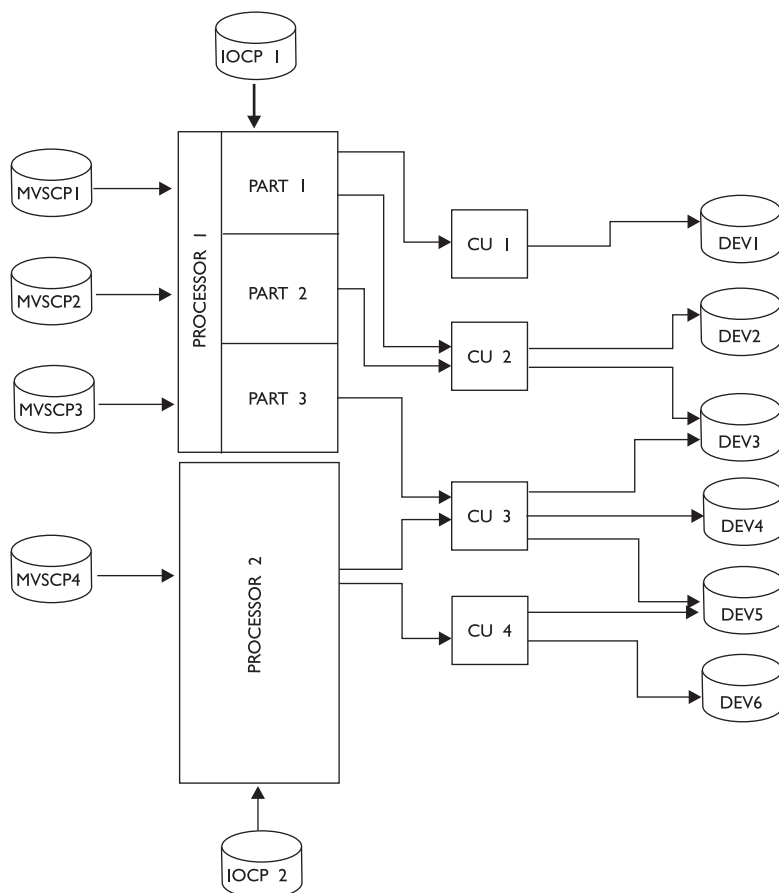 IOCP 1
MVSCP1
MVSCP2
MVSCP3
PROCESSOR 1
PART 1
PART 2
PART 3
CU 1
CU 2
CU 3
CU 4
DEV1
DEV2
DEV3
DEV4
DEV5
DEV6
MVSCP4
PROCESSOR 2
IOCP 2